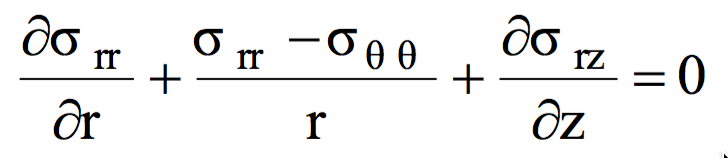 ∂σ_rr/∂r + (σ_rr − σ_θθ)/r + ∂σ_rz/∂z = 0